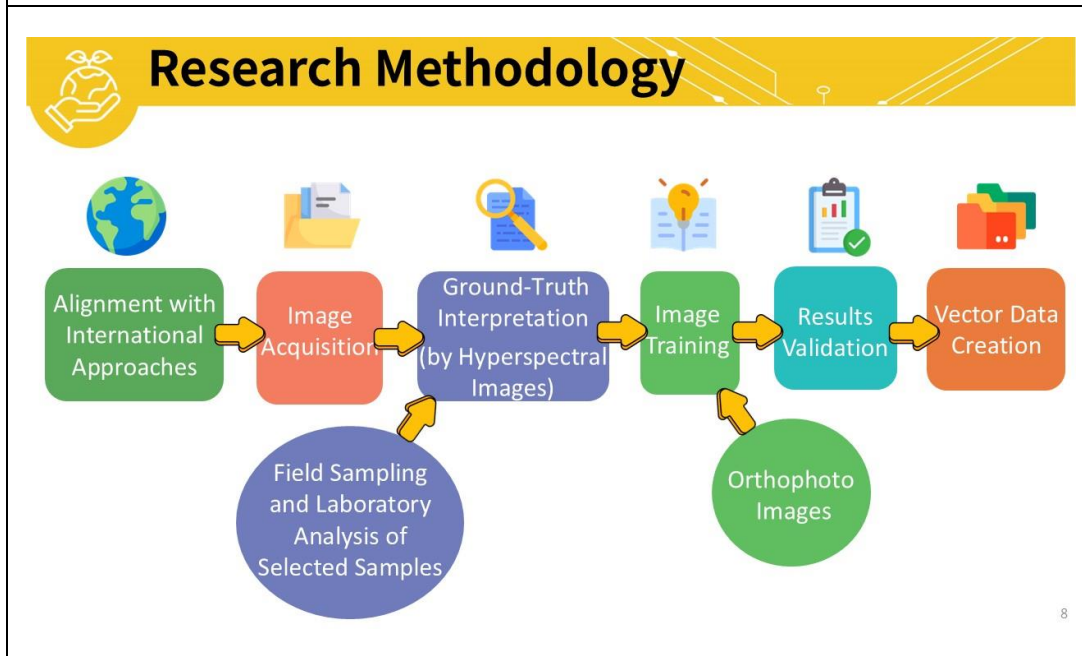 Research Methodology
Alignment with
International
Approaches
Image
Acquisition
Ground-Truth
Interpretation
(by Hyperspectral
Images)
Image
Training
Results
Validation
Vector Data
Creation
Field Sampling
and Laboratory
Analysis of
Selected Samples
Orthophoto
Images
8